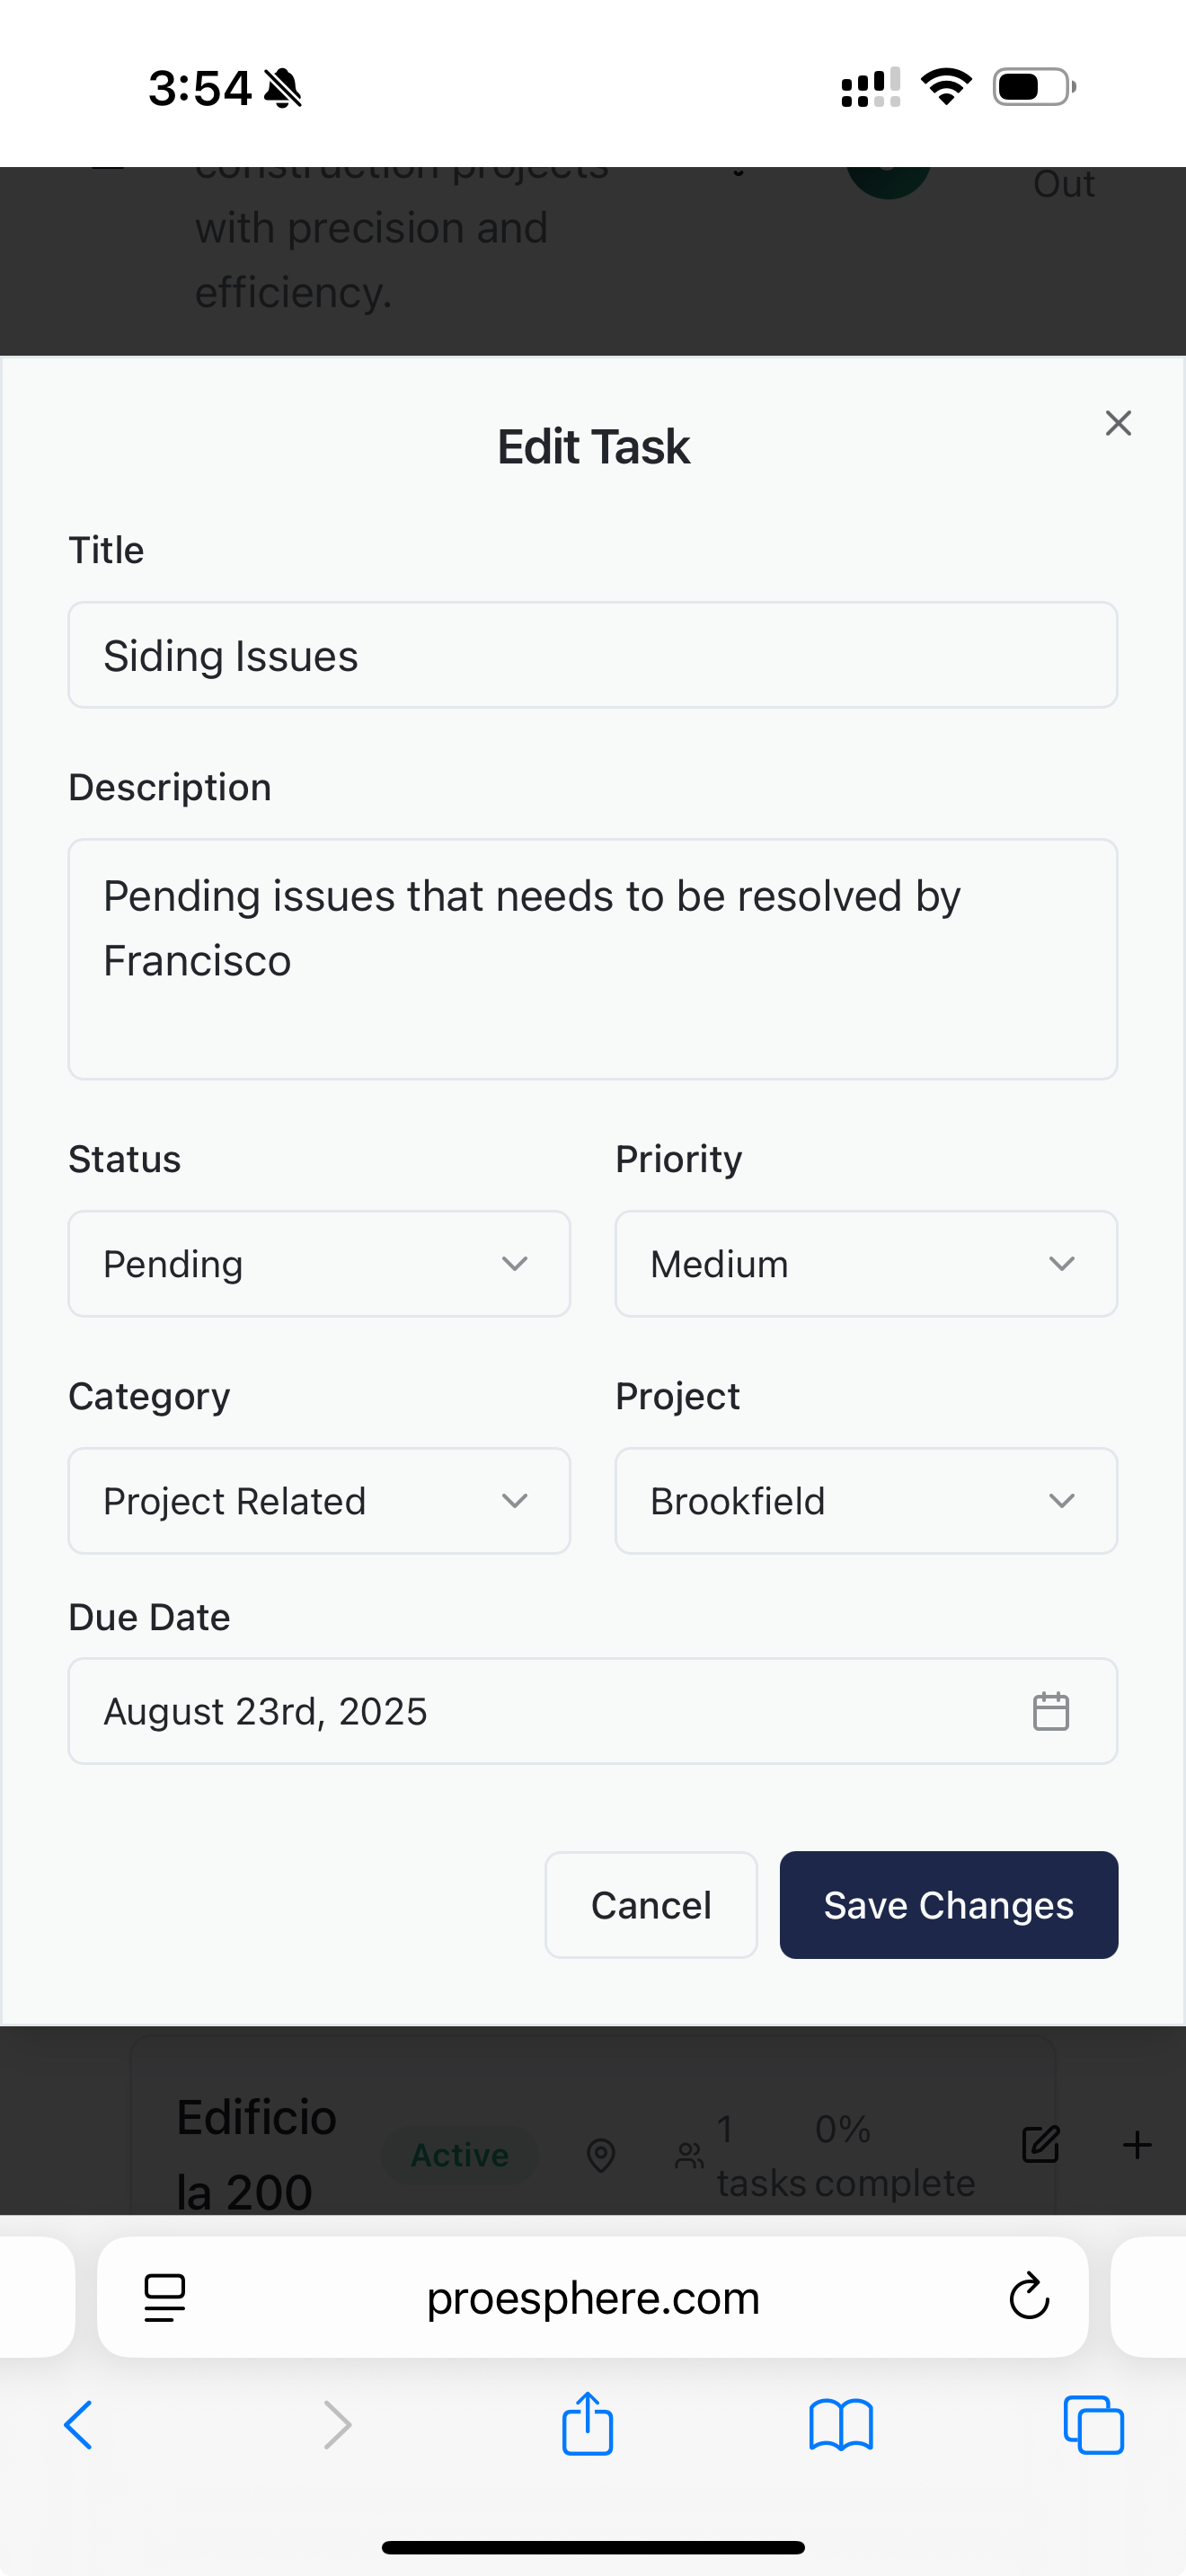 3:54
construction projects
Out
with precision and
efficiency.
Edit Task
Title
Siding Issues
Description
Pending issues that needs to be resolved by
Francisco
Status
Priority
Pending
Medium
Category
Project
Project Related
Brookfield
Due Date
August 23rd, 2025
Cancel
Save Changes
Edificio
la 200
Active
1
tasks
0%
complete
proesphere.com